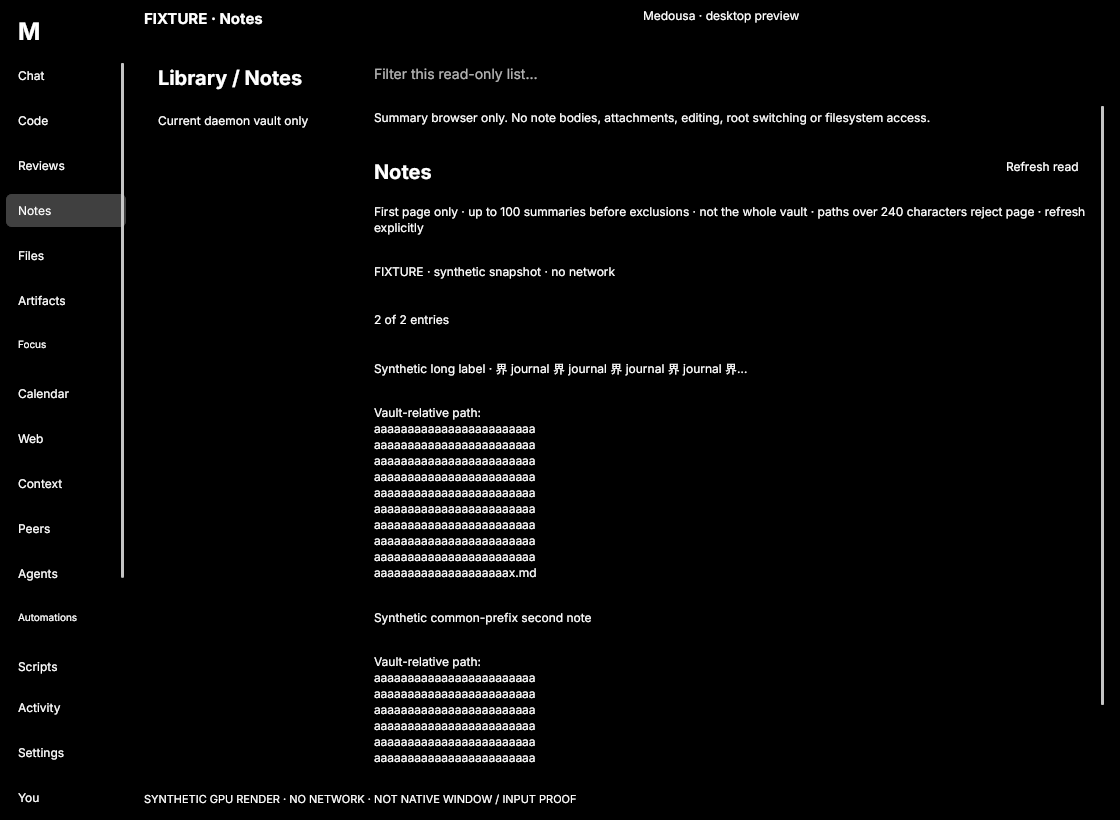 M
FIXTURE · Notes
Medousa · desktop preview
Chat
Code
Reviews
Notes
Files
Artifacts
Focus
Calendar
Web
Context
Peers
Agents
Automations
Scripts
Activity
Settings
You
Library / Notes
Current daemon vault only
Filter this read-only list...
Summary browser only. No note bodies, attachments, editing, root switching or filesystem access.
Notes
Refresh read
First page only · up to 100 summaries before exclusions · not the whole vault · paths over 240 characters reject page · refresh
explicitly
FIXTURE · synthetic snapshot · no network
2 of 2 entries
Synthetic long label · 界 journal 界 journal 界 journal 界 journal 界...
Vault-relative path:
aaaaaaaaaaaaaaaaaaaaaaaa
aaaaaaaaaaaaaaaaaaaaaaaa
aaaaaaaaaaaaaaaaaaaaaaaa
aaaaaaaaaaaaaaaaaaaaaaaa
aaaaaaaaaaaaaaaaaaaaaaaa
aaaaaaaaaaaaaaaaaaaaaaaa
aaaaaaaaaaaaaaaaaaaaaaaa
aaaaaaaaaaaaaaaaaaaaaaaa
aaaaaaaaaaaaaaaaaaaaaaaa
aaaaaaaaaaaaaaaaaaaax.md
Synthetic common-prefix second note
Vault-relative path:
aaaaaaaaaaaaaaaaaaaaaaaa
aaaaaaaaaaaaaaaaaaaaaaaa
aaaaaaaaaaaaaaaaaaaaaaaa
aaaaaaaaaaaaaaaaaaaaaaaa
aaaaaaaaaaaaaaaaaaaaaaaa
aaaaaaaaaaaaaaaaaaaaaaaa
SYNTHETIC GPU RENDER · NO NETWORK · NOT NATIVE WINDOW / INPUT PROOF